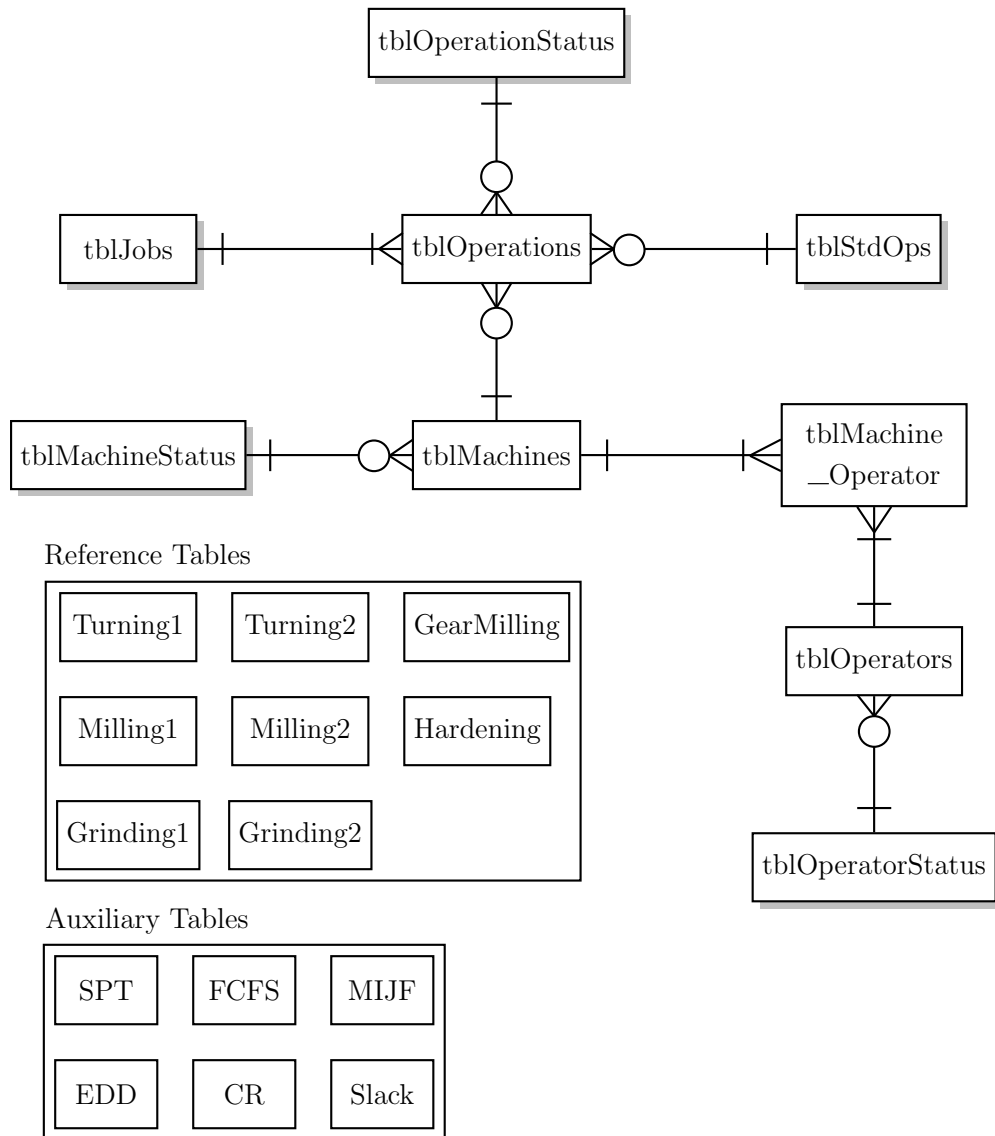 tblOperationStatus
tblJobs
tblOperations
tblStdOps
tblMachineStatus
tblMachines
tblMachine
_Operator
Reference Tables
Turning1
Turning2
GearMilling
tblOperators
Milling1
Milling2
Hardening
Grinding1
Grinding2
tblOperatorStatus
Auxiliary Tables
SPT
FCFS
MIJF
EDD
CR
Slack